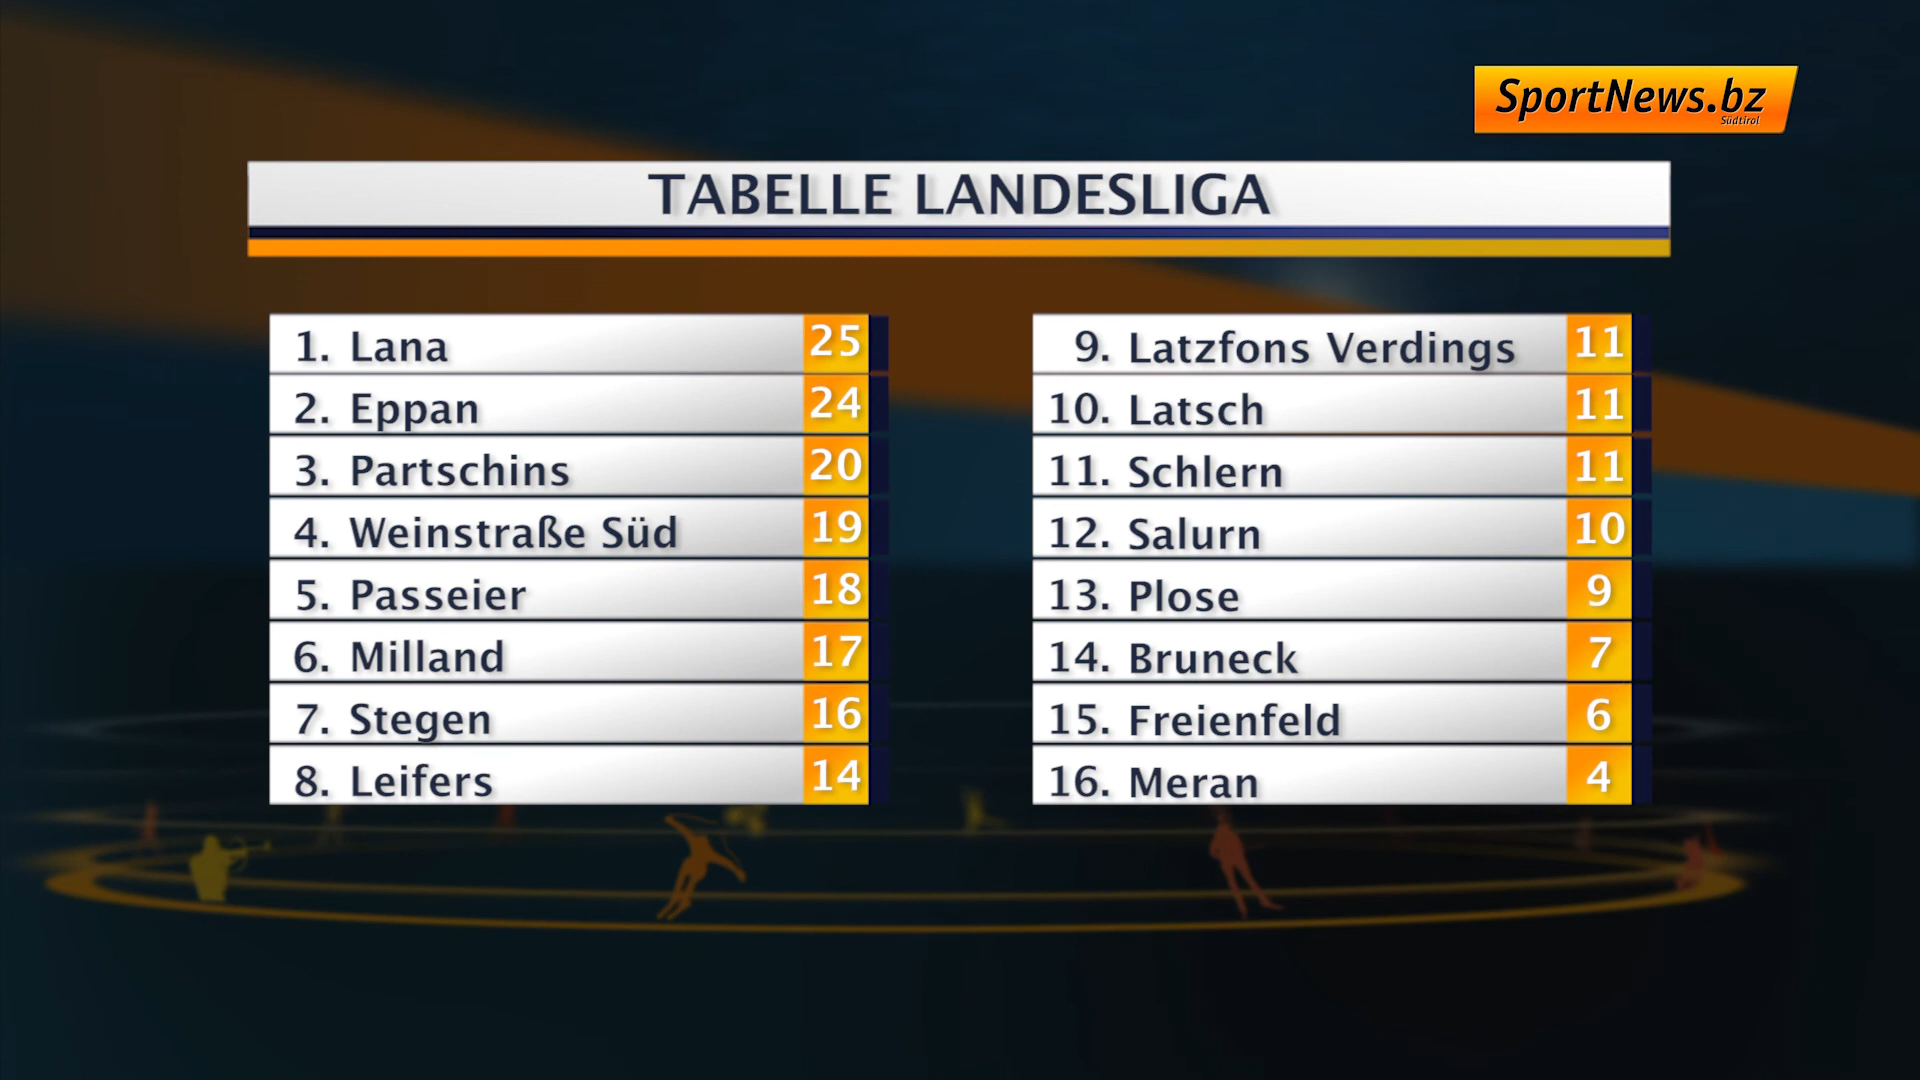 SportNews.bz
Südtirol
TABELLE LANDESLIGA
1. Lana 25
2. Eppan 24
3. Partschins 20
4. Weinstraße Süd 19
5. Passeier 18
6. Milland 17
7. Stegen 16
8. Leifers 14
9. Latzfons Verdings 11
10. Latsch 11
11. Schlern 11
12. Salurn 10
13. Plose 9
14. Bruneck 7
15. Freienfeld 6
16. Meran 4